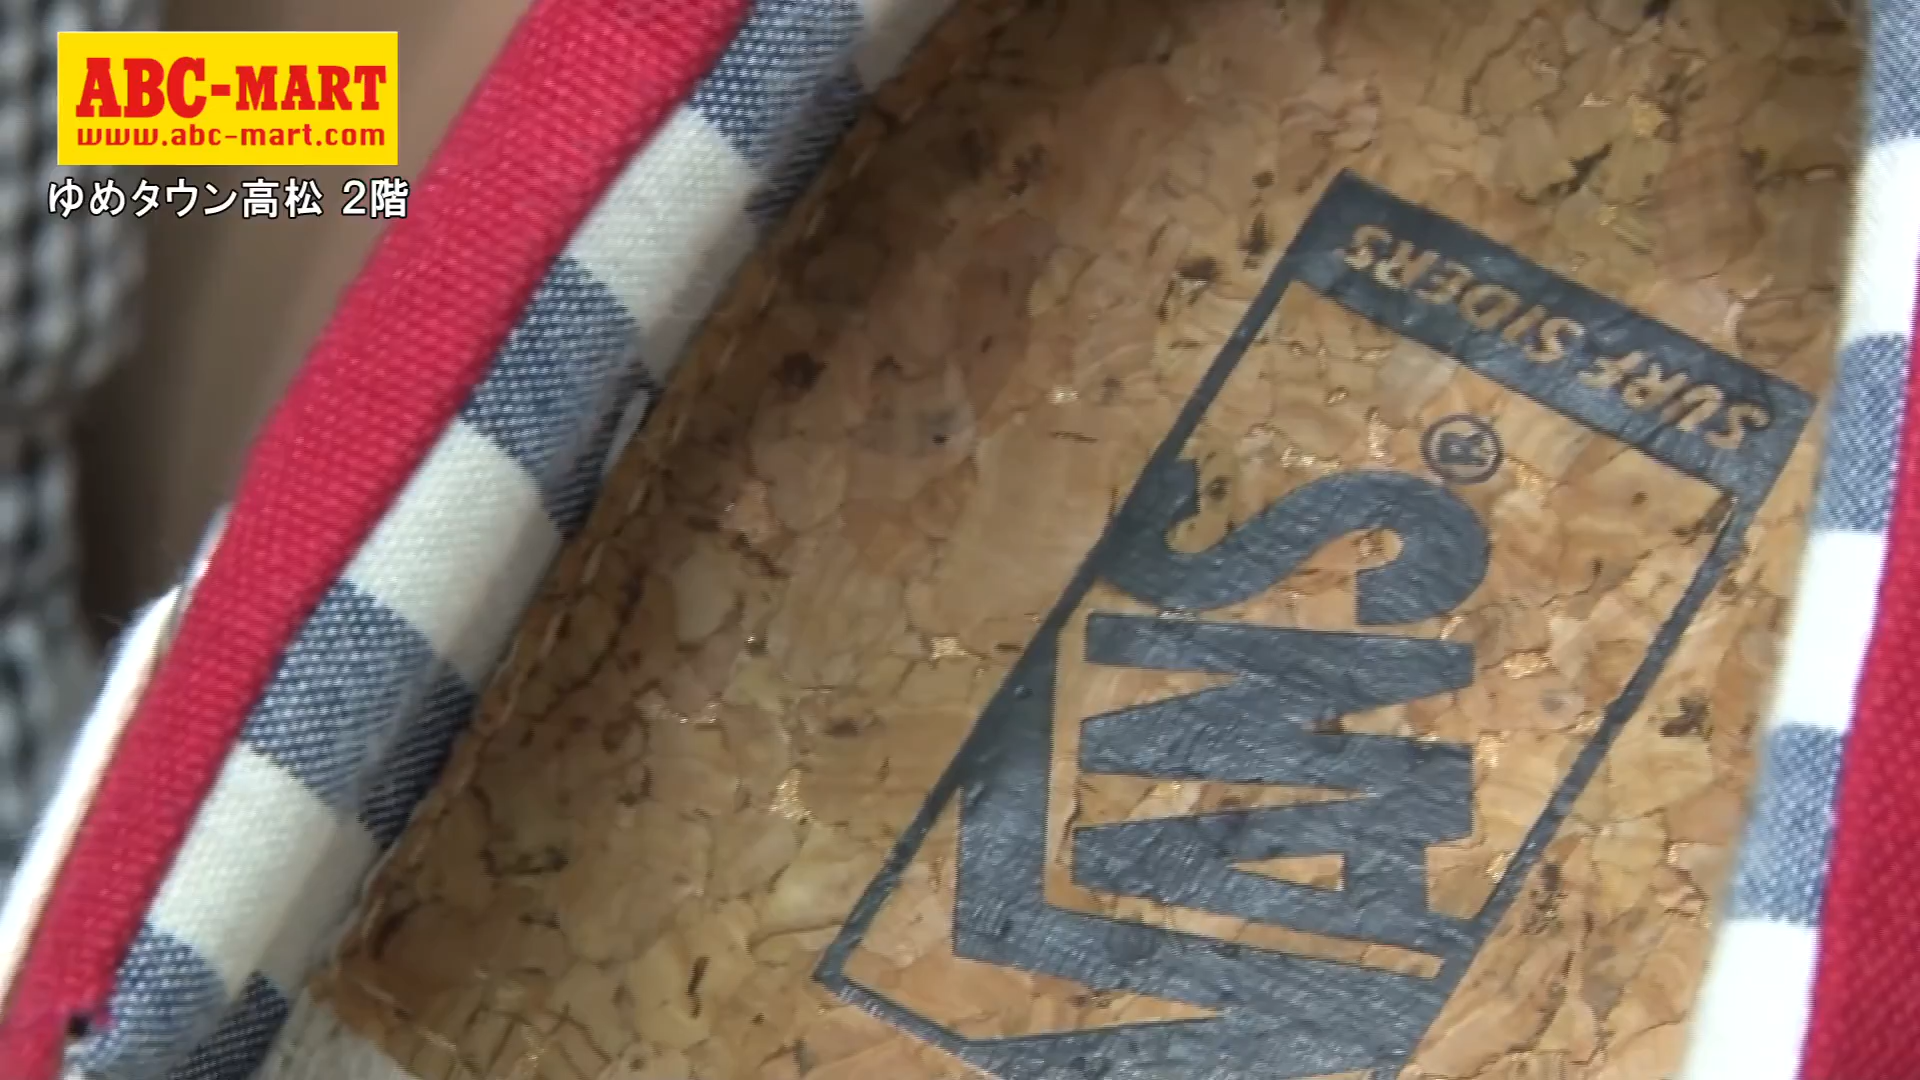 ABC-MART
www.abc-mart.com
ゆめタウン高松 2階
SURF SIDERS
VANS®